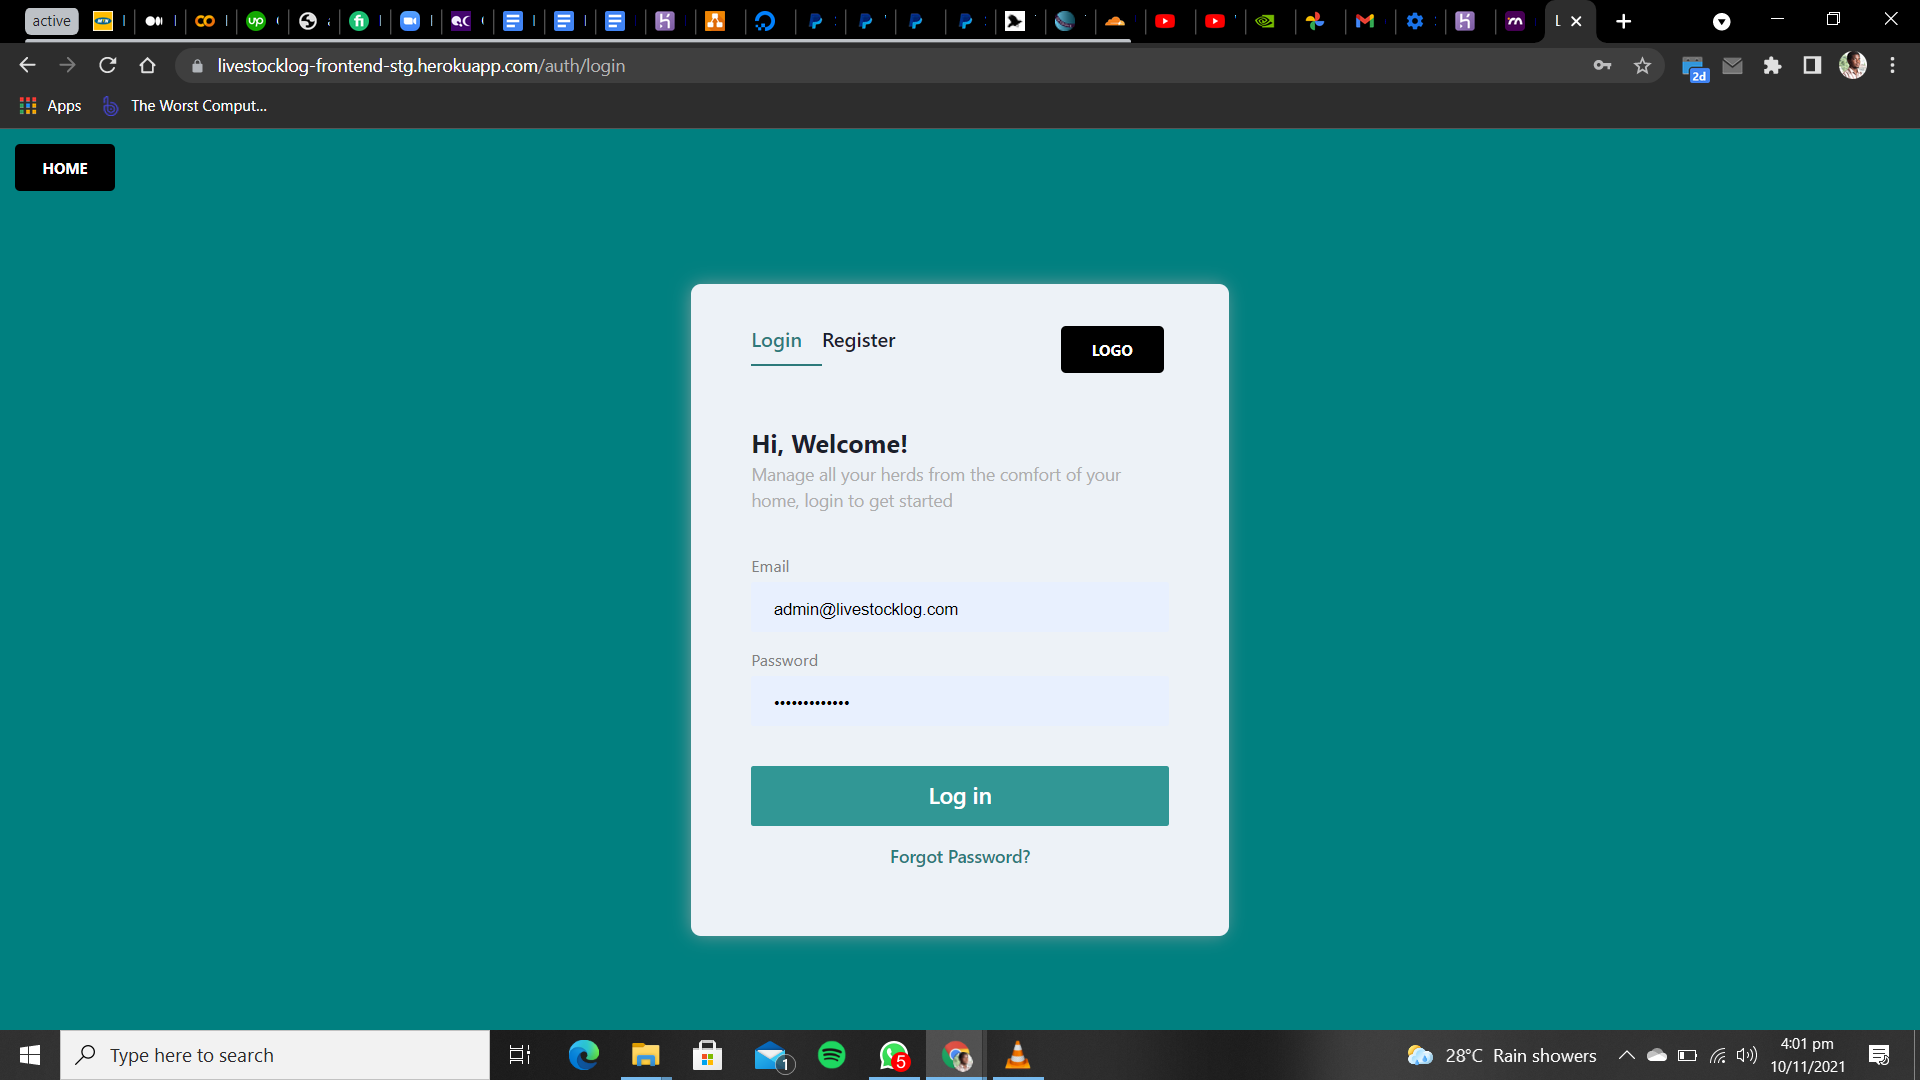 active
L
livestocklog-frontend-stg.herokuapp.com/auth/login
2d
Apps
The Worst Comput...
HOME
Login Register
LOGO
Hi, Welcome!
Manage all your herds from the comfort of your
home, login to get started
Email
admin@livestocklog.com
Password
Log in
Forgot Password?
Type here to search
1
5
28°C Rain showers
4:01 pm
10/11/2021